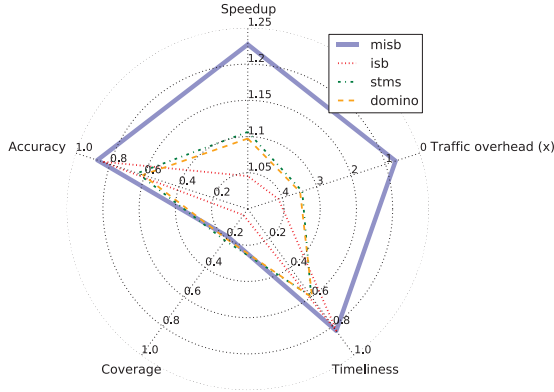 Speedup
1.25
1.2
1.15
1.1
1.05
misb
isb
stms
domino
Accuracy
1.0
0.8
0.6
0.4
0.2
0 Traffic overhead (x)
1
2
3
4
0.2
0.4
0.6
0.8
1.0
Coverage
0.2
0.4
0.6
0.8
1.0
Timeliness